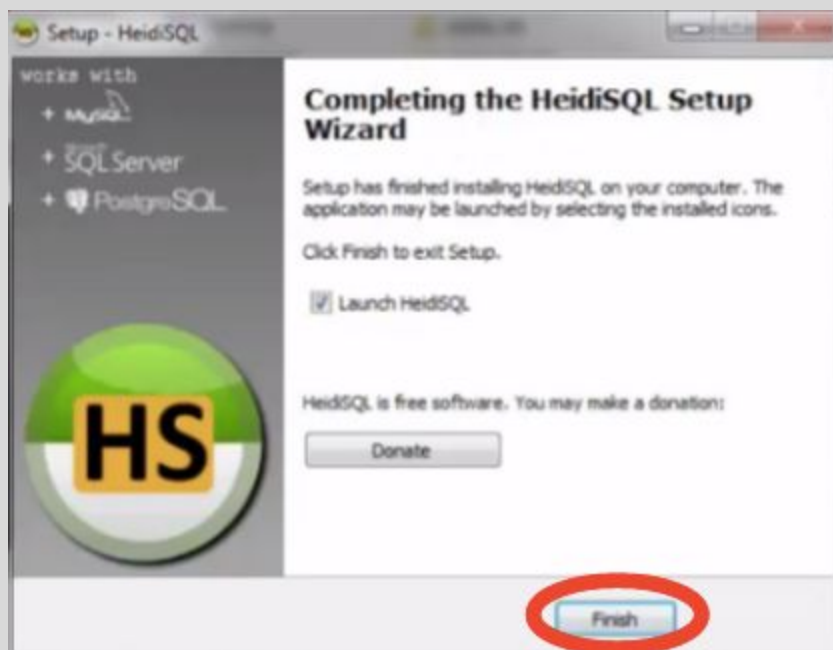 Setup - HeidiSQL
works with
+ MySQL
+ Microsoft SQL Server
+ PostgreSQL
Completing the HeidiSQL Setup
Wizard
Setup has finished installing HeidiSQL on your computer. The
application may be launched by selecting the installed icons.
Click Finish to exit Setup.
Launch HeidiSQL
HeidiSQL is free software. You may make a donation:
Donate
HS
Finish